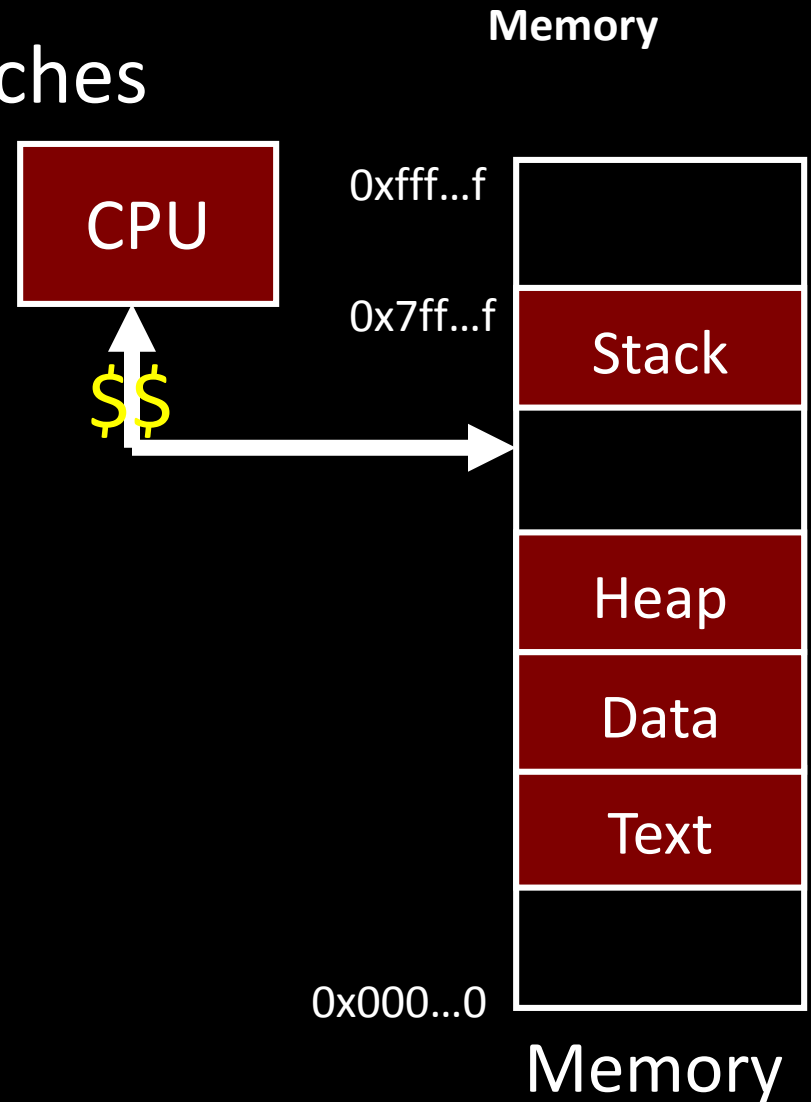 Memory
ches
CPU
$$
0xfff…f
0x7ff…f
Stack
Heap
Data
Text
0x000…0
Memory